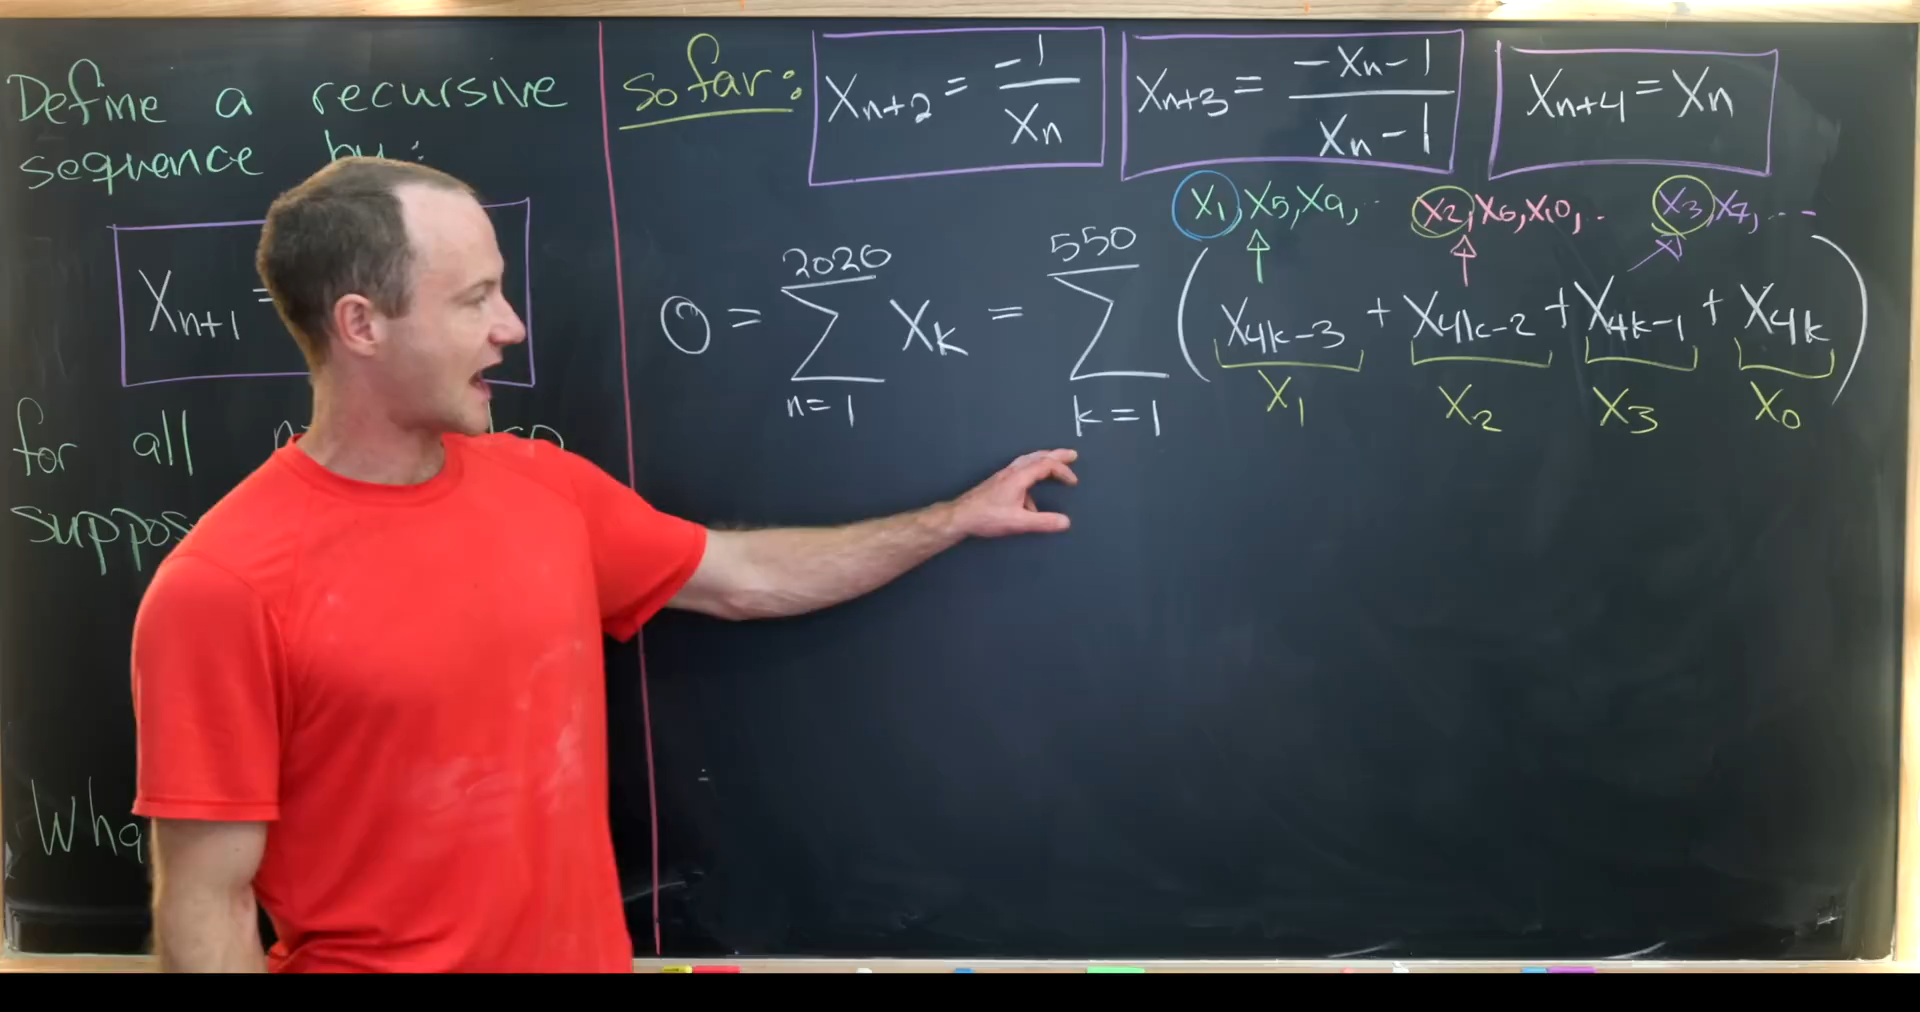 Define a recursive
sequence by:
Xn+1 =
for all
suppos
Wha
so far:
Xn+2 = -1/Xn
Xn+3 = (-Xn-1)/(Xn-1)
Xn+4 = Xn
X1, X5, X9, ..
X2, X6, X10, ..
X3, X7, ...
0 = 2020 Σ n=1 Xk = 550 Σ k=1 (X4k-3 + X4k-2 + X4k-1 + X4k)
X1 X2 X3 X0